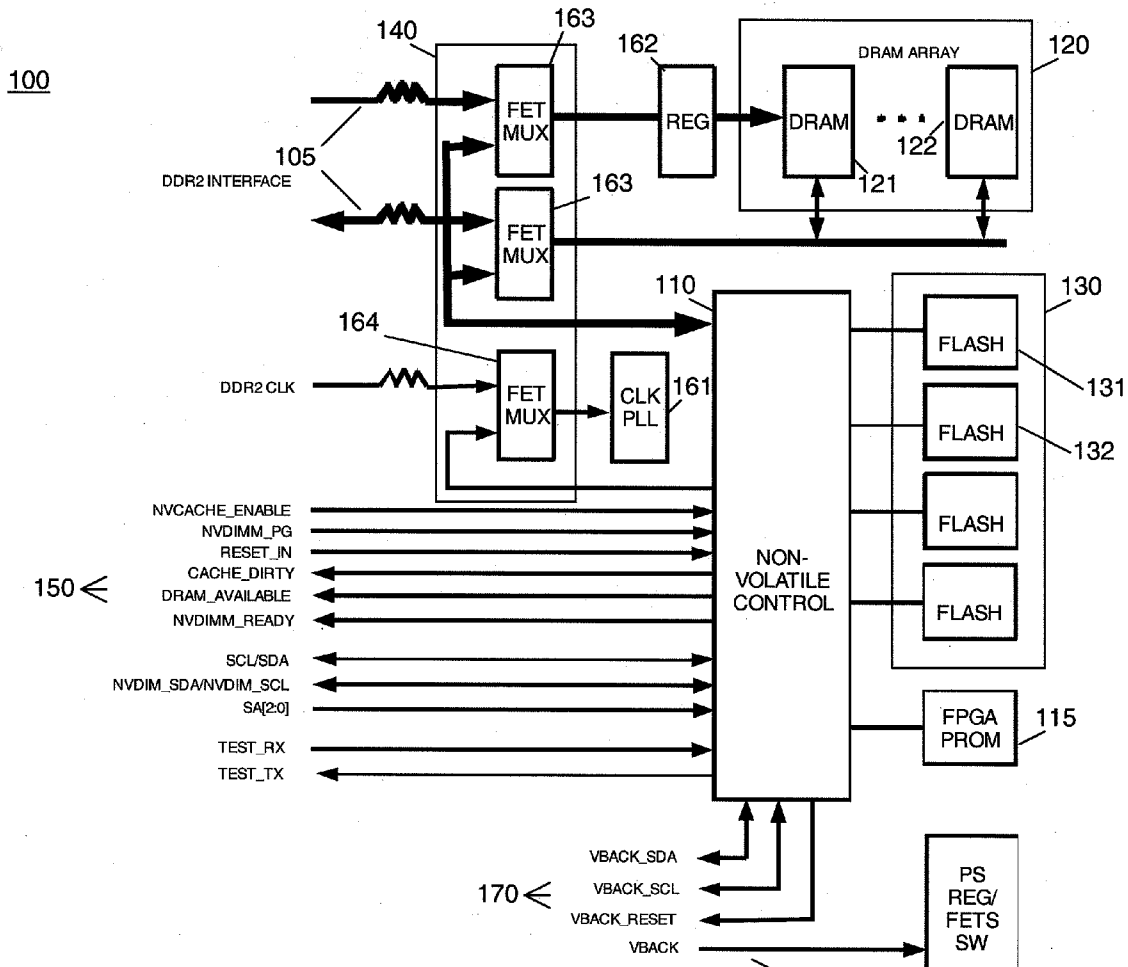 100
140
163
162
DRAM ARRAY
120
FET
MUX
REG
DRAM
DRAM
122
121
105
DDR2 INTERFACE
163
FET
MUX
110
130
164
FLASH
131
DDR2 CLK
FET
MUX
CLK
PLL
161
FLASH
132
NVCACHE_ENABLE
NVDIMM_PG
RESET_IN
CACHE_DIRTY
DRAM_AVAILABLE
NVDIMM_READY
150
FLASH
NON-
VOLATILE
CONTROL
FLASH
SCL/SDA
NVDIM_SDA/NVDIM_SCL
SA[2:0]
TEST_RX
TEST_TX
FPGA
PROM
115
VBACK_SDA
VBACK_SCL
VBACK_RESET
VBACK
170
PS
REG/
FETS
SW